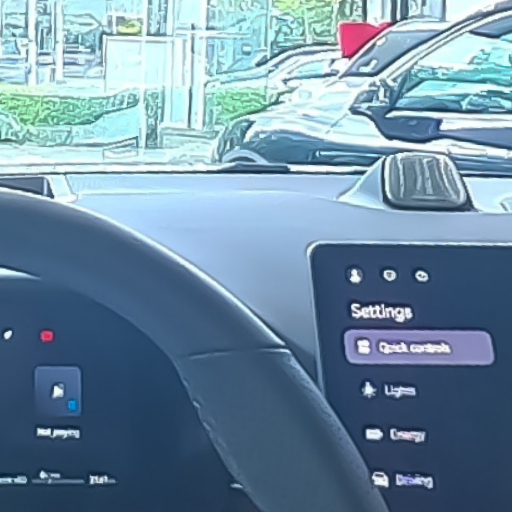 Settings
Quick controls
Lights
Energy
Driving
Not playing